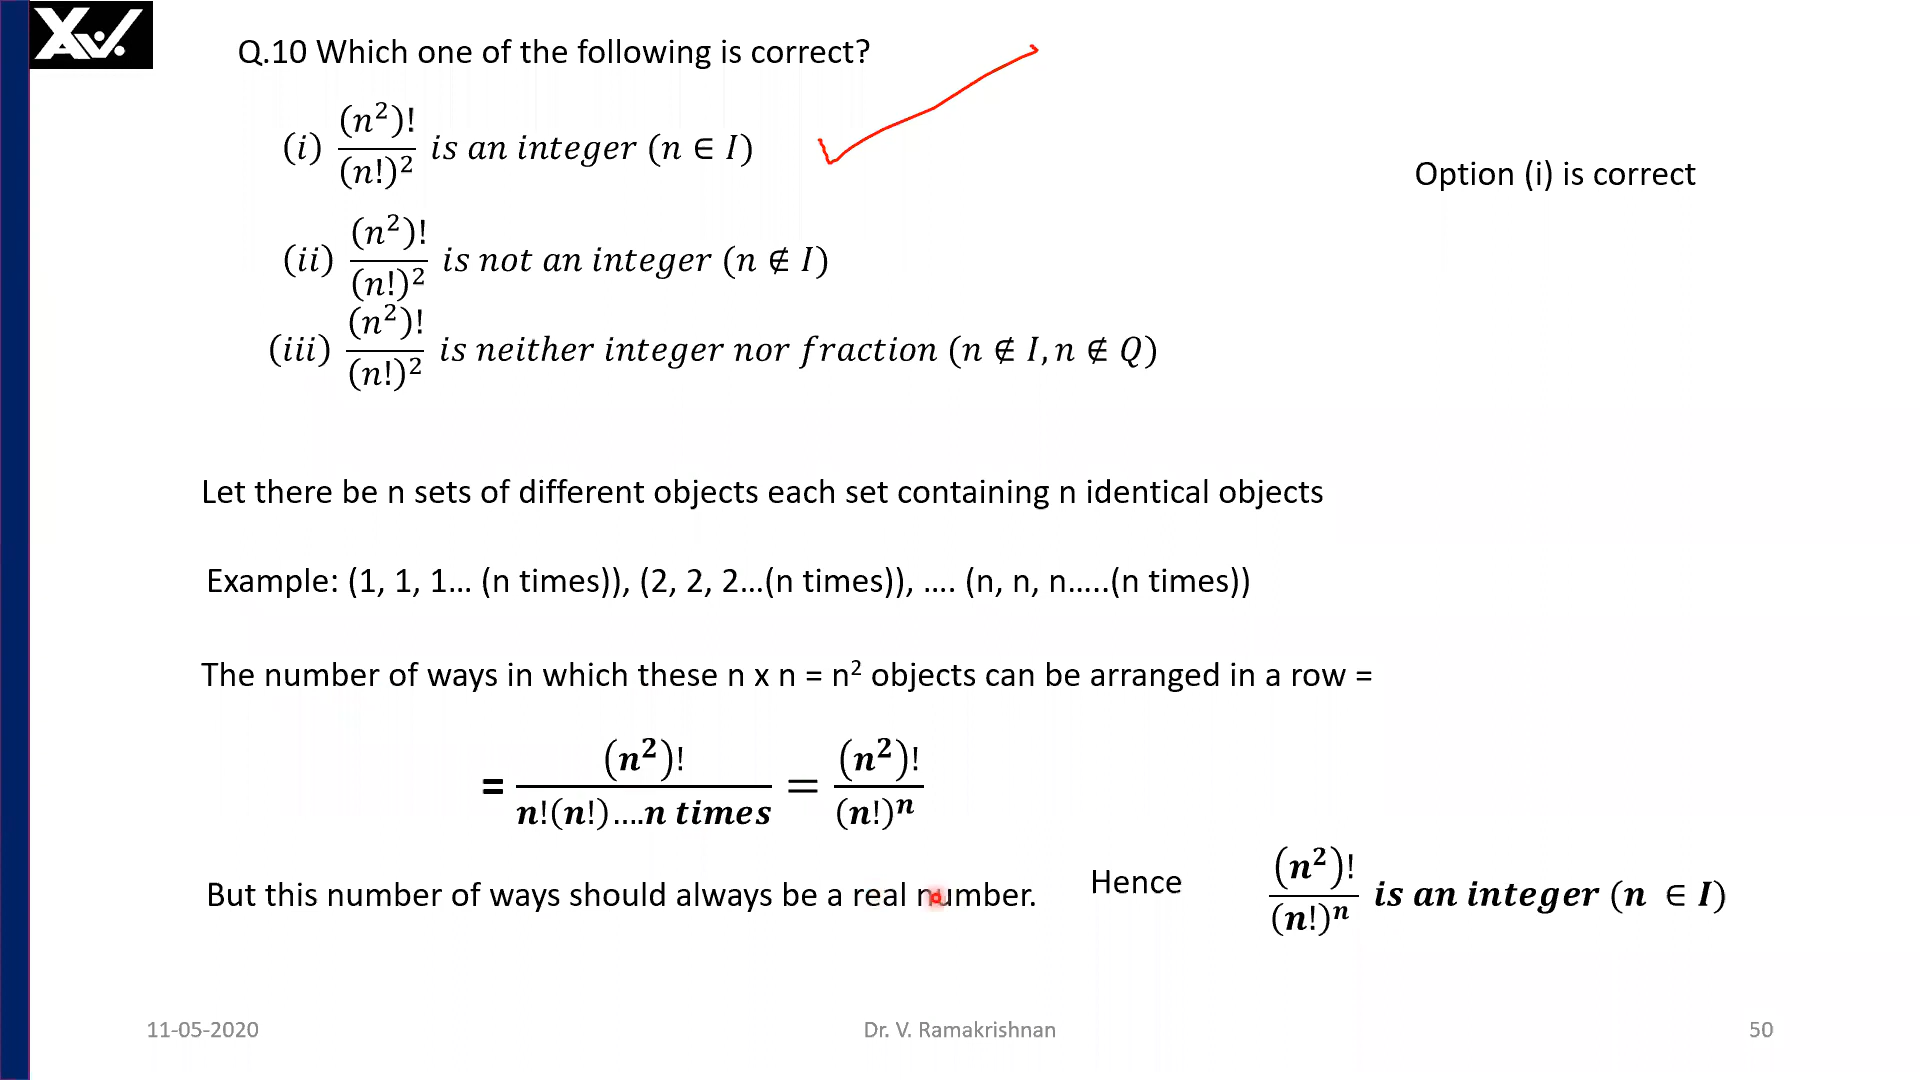 XAV.
Q.10 Which one of the following is correct?
(i) (n²)!/(n!)² is an integer (n ∈ I)
Option (i) is correct
(ii) (n²)!/(n!)² is not an integer (n ∉ I)
(iii) (n²)!/(n!)² is neither integer nor fraction (n ∉ I, n ∉ Q)
Let there be n sets of different objects each set containing n identical objects
Example: (1, 1, 1... (n times)), (2, 2, 2...(n times)), .... (n, n, n.....(n times))
The number of ways in which these n x n = n² objects can be arranged in a row =
= (n²)!/n!(n!)....n times = (n²)!/(n!)ⁿ
But this number of ways should always be a real number.
Hence (n²)!/(n!)ⁿ is an integer (n ∈ I)
11-05-2020
Dr. V. Ramakrishnan
50